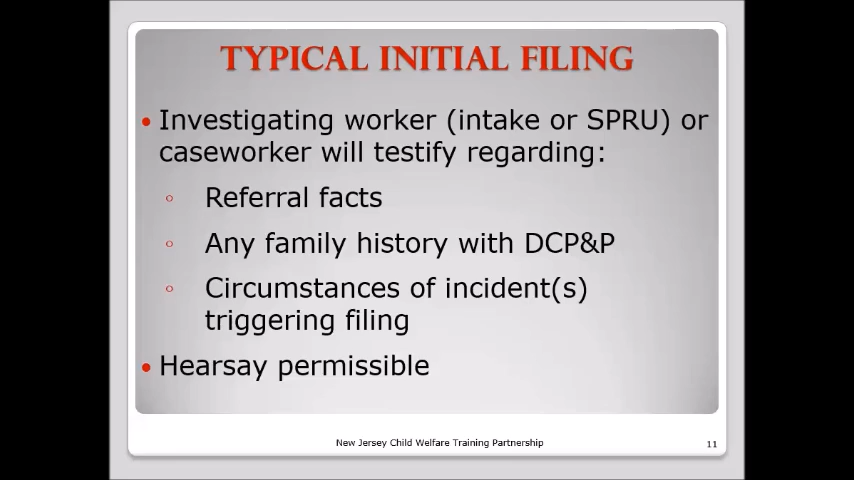 TYPICAL INITIAL FILING
• Investigating worker (intake or SPRU) or
caseworker will testify regarding:
◦ Referral facts
◦ Any family history with DCP&P
◦ Circumstances of incident(s)
triggering filing
• Hearsay permissible
New Jersey Child Welfare Training Partnership
11